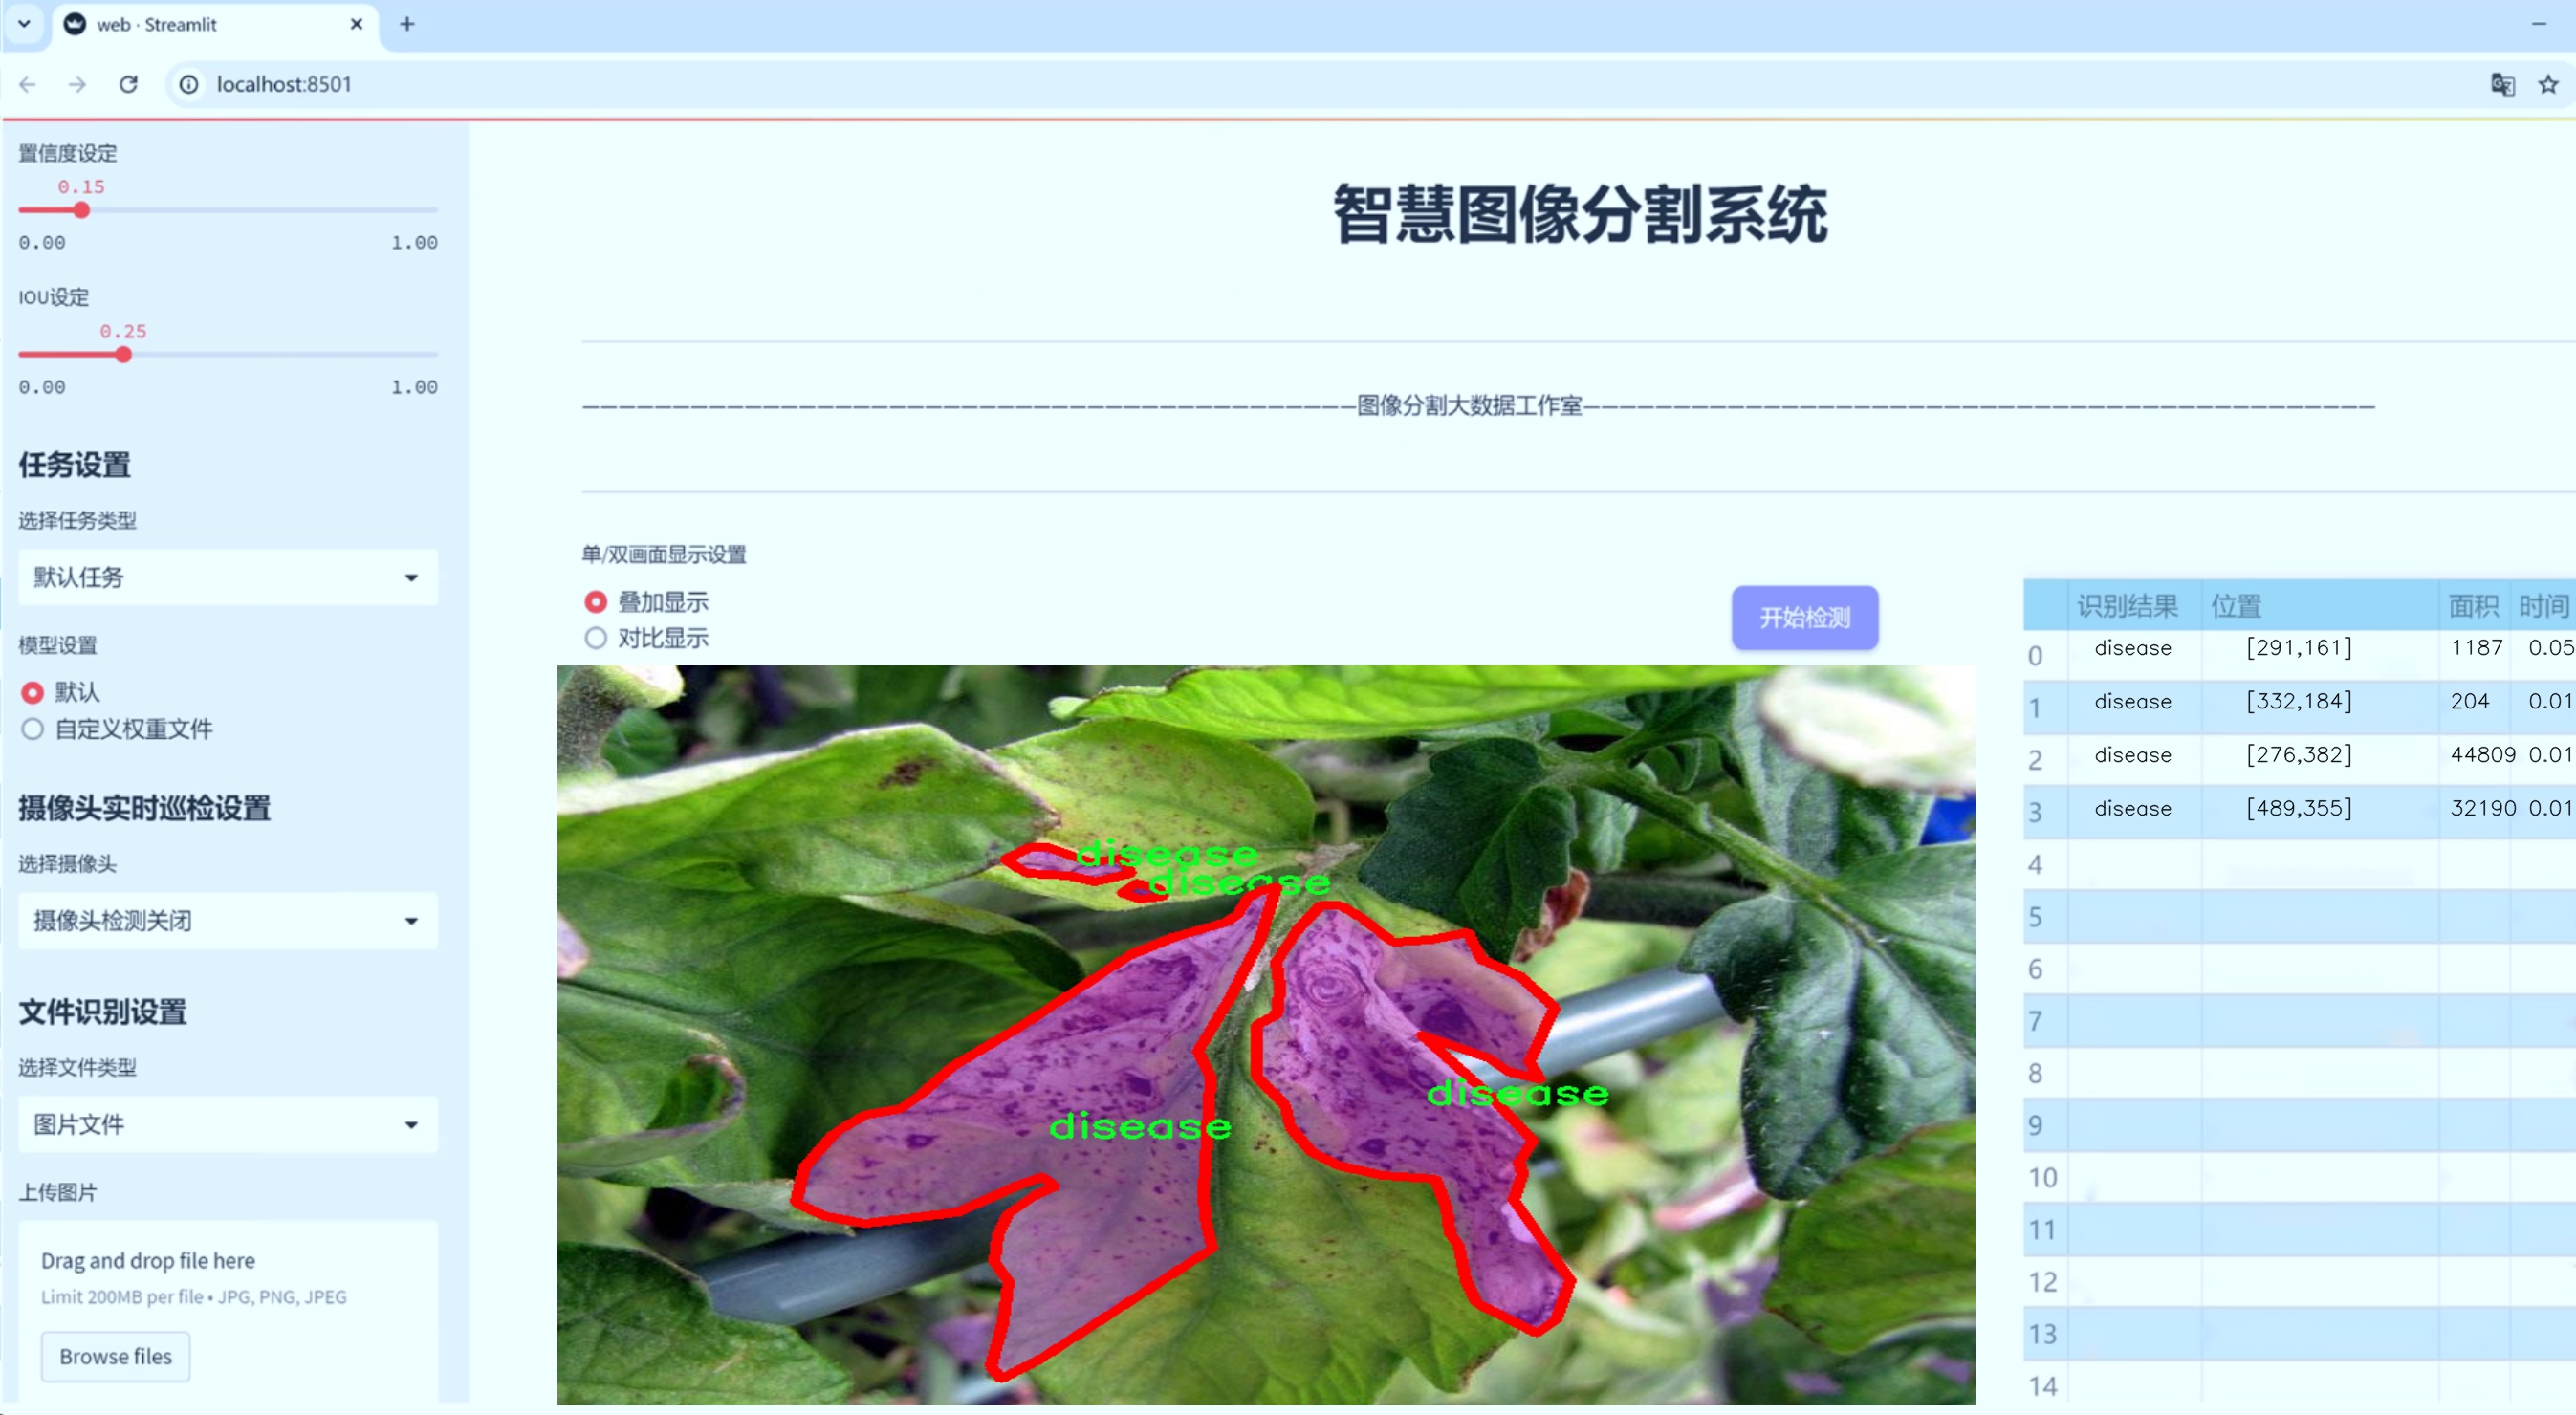 web · Streamlit
localhost:8501
置信度设定
0.15
0.00 1.00
IOU设定
0.25
0.00 1.00
任务设置
选择任务类型
默认任务
模型设置
默认
自定义权重文件
摄像头实时巡检设置
选择摄像头
摄像头检测关闭
文件识别设置
选择文件类型
图片文件
上传图片
Drag and drop file here
Limit 200MB per file • JPG, PNG, JPEG
Browse files
智慧图像分割系统
图像分割大数据工作室
单/双画面显示设置
叠加显示
对比显示
开始检测
disease
disease
disease
disease
识别结果 位置 面积 时间
0 disease [291,161] 1187 0.05
1 disease [332,184] 204 0.01
2 disease [276,382] 44809 0.01
3 disease [489,355] 32190 0.01
4
5
6
7
8
9
10
11
12
13
14